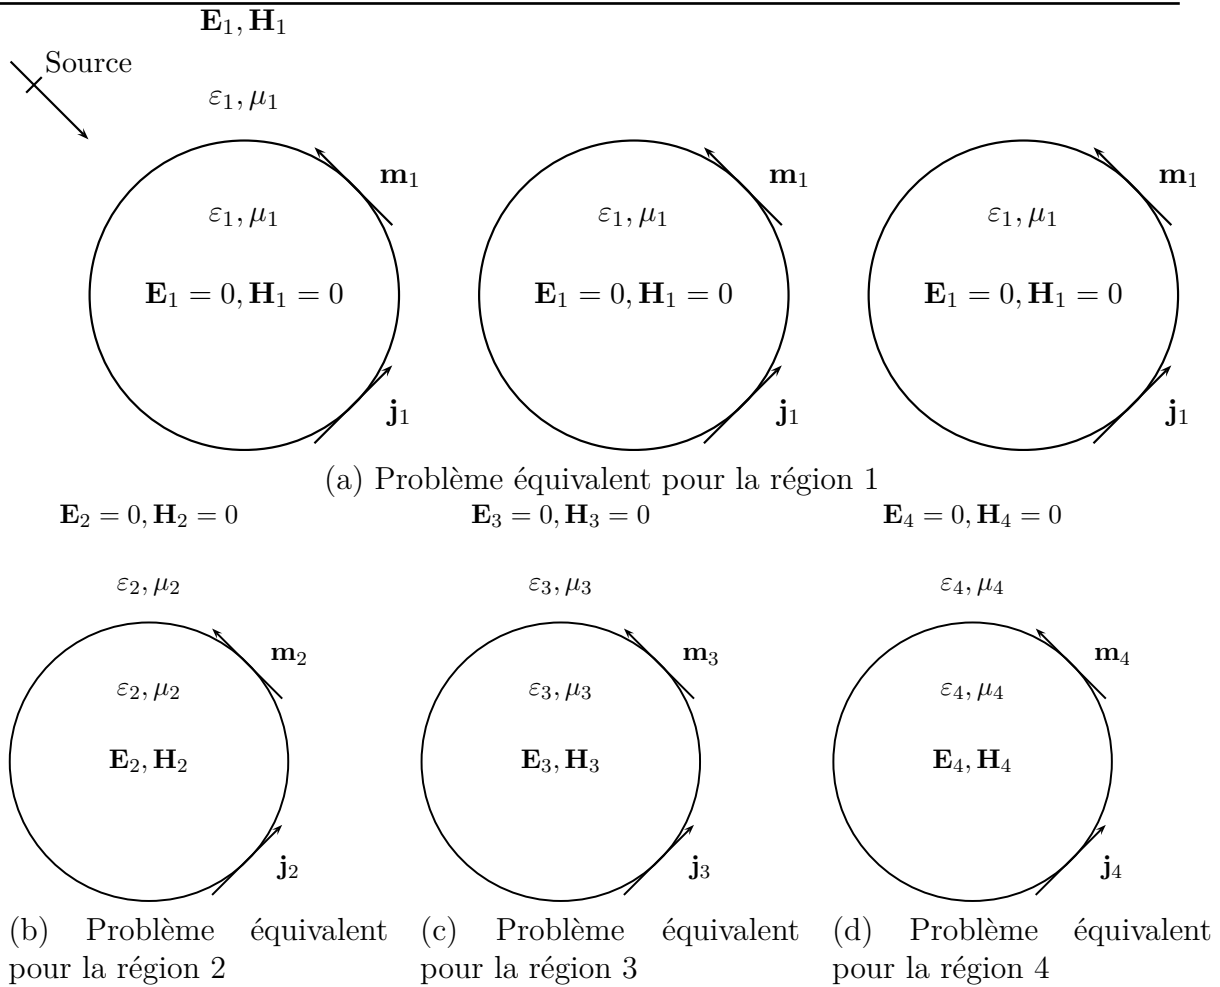 E₁, H₁
Source
ε₁, μ₁
m₁ m₁ m₁
ε₁, μ₁ ε₁, μ₁ ε₁, μ₁
E₁ = 0, H₁ = 0 E₁ = 0, H₁ = 0 E₁ = 0, H₁ = 0
j₁ j₁ j₁
(a) Problème équivalent pour la région 1
E₂ = 0, H₂ = 0
ε₂, μ₂
m₂
ε₂, μ₂
E₂, H₂
j₂
(b) Problème équivalent
pour la région 2
E₃ = 0, H₃ = 0
ε₃, μ₃
m₃
ε₃, μ₃
E₃, H₃
j₃
(c) Problème équivalent
pour la région 3
E₄ = 0, H₄ = 0
ε₄, μ₄
m₄
ε₄, μ₄
E₄, H₄
j₄
(d) Problème équivalent
pour la région 4